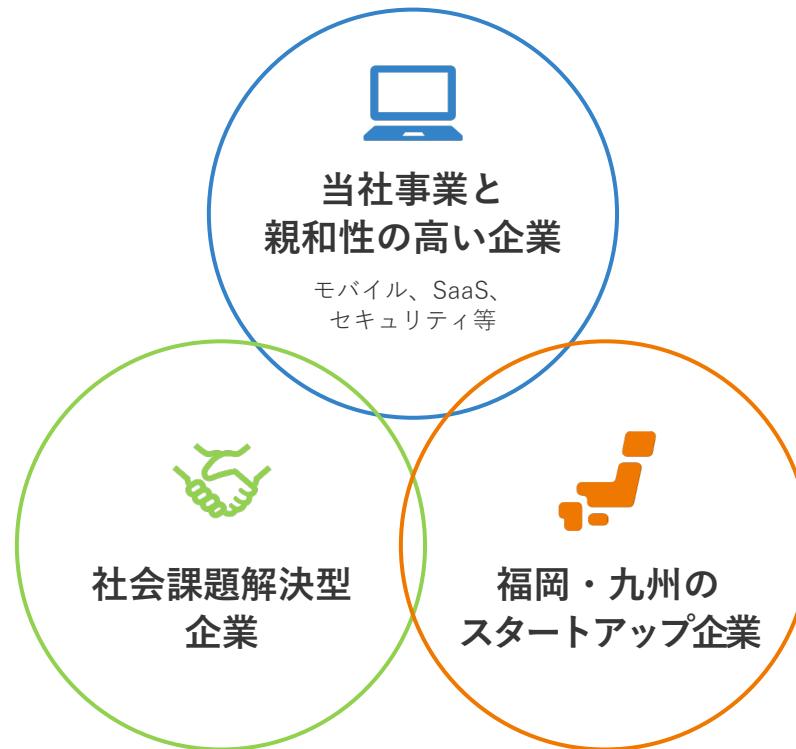 当社事業と
親和性の高い企業
モバイル、SaaS、
セキュリティ等
社会課題解決型
企業
福岡・九州の
スタートアップ企業